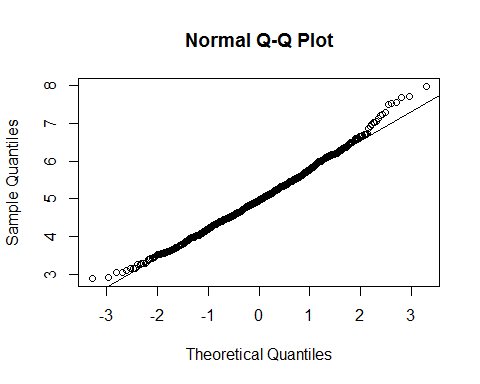 Normal Q-Q Plot
Sample Quantiles
8
7
6
5
4
3
-3 -2 -1 0 1 2 3
Theoretical Quantiles